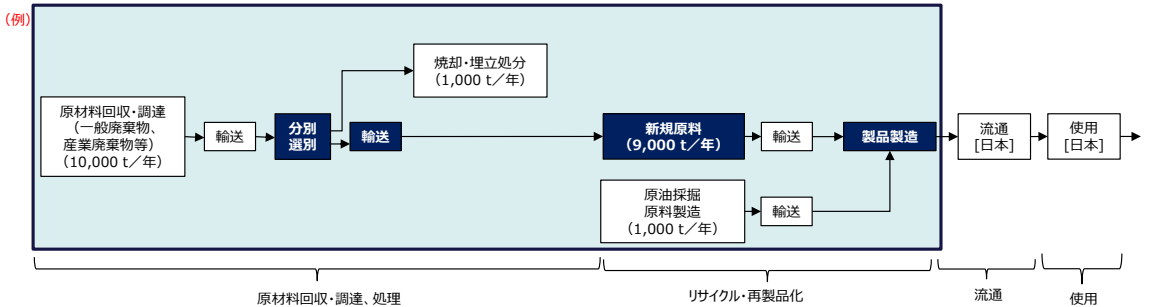 （例）
焼却・埋立処分
（1,000 t／年）
原材料回収・調達
（一般廃棄物、
産業廃棄物等）
（10,000 t／年）
輸送
分別
選別
輸送
新規原料
（9,000 t／年）
輸送
製品製造
流通
[日本]
使用
[日本]
原油採掘
原料製造
（1,000 t／年）
輸送
原材料回収・調達、処理
リサイクル・再製品化
流通
使用